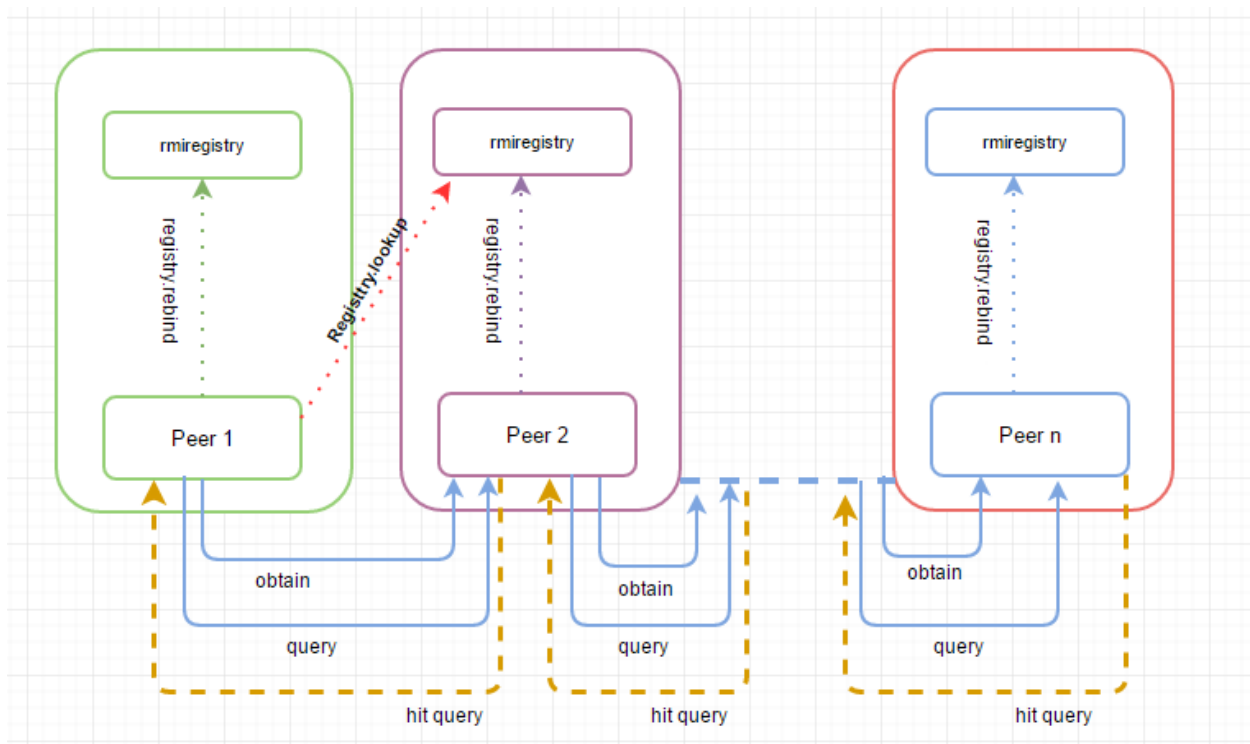 rmiregistry
rmiregistry
rmiregistry
registry.rebind
Registtry.lookup
registry.rebind
registry.rebind
Peer 1
Peer 2
Peer n
obtain
obtain
obtain
query
query
query
hit query
hit query
hit query